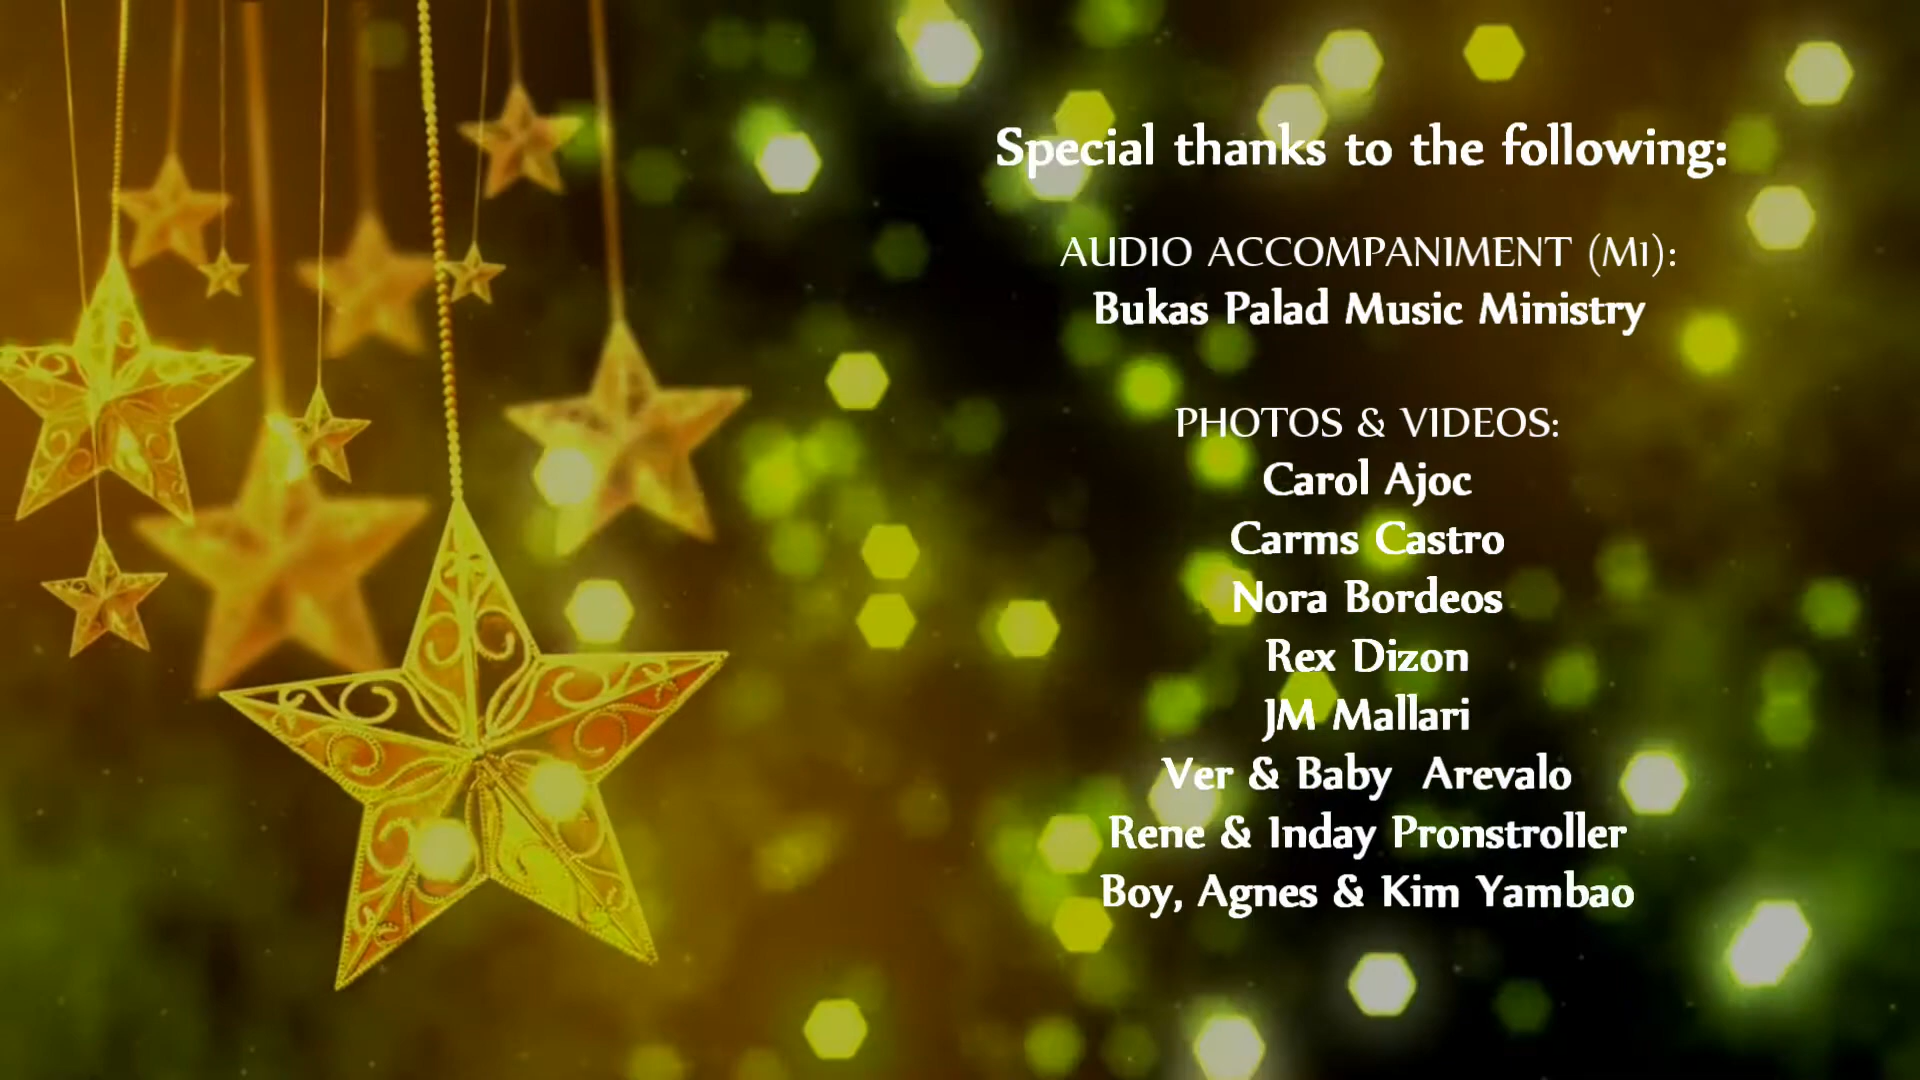 Special thanks to the following:
AUDIO ACCOMPANIMENT (M1):
Bukas Palad Music Ministry
PHOTOS & VIDEOS:
Carol Ajoc
Carms Castro
Nora Bordeos
Rex Dizon
JM Mallari
Ver & Baby  Arevalo
Rene & Inday Pronstroller
Boy, Agnes & Kim Yambao